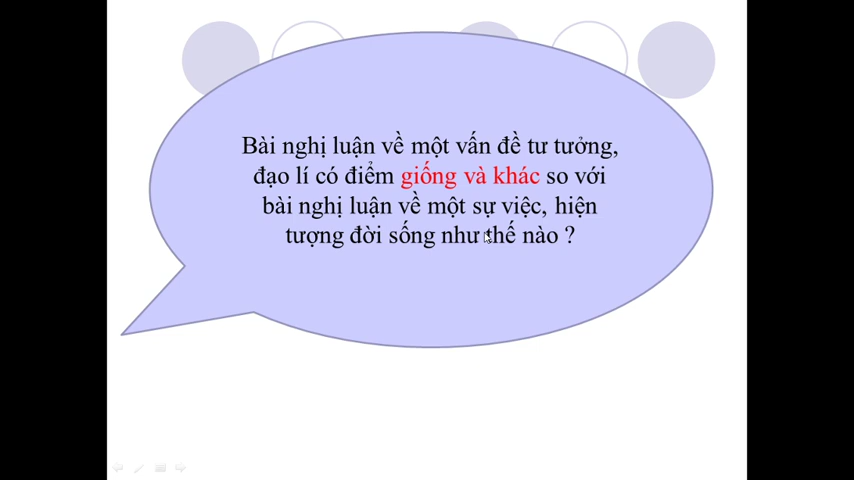 Bài nghị luận về một vấn đề tư tưởng,
đạo lí có điểm giống và khác so với
bài nghị luận về một sự việc, hiện
tượng đời sống như thế nào ?